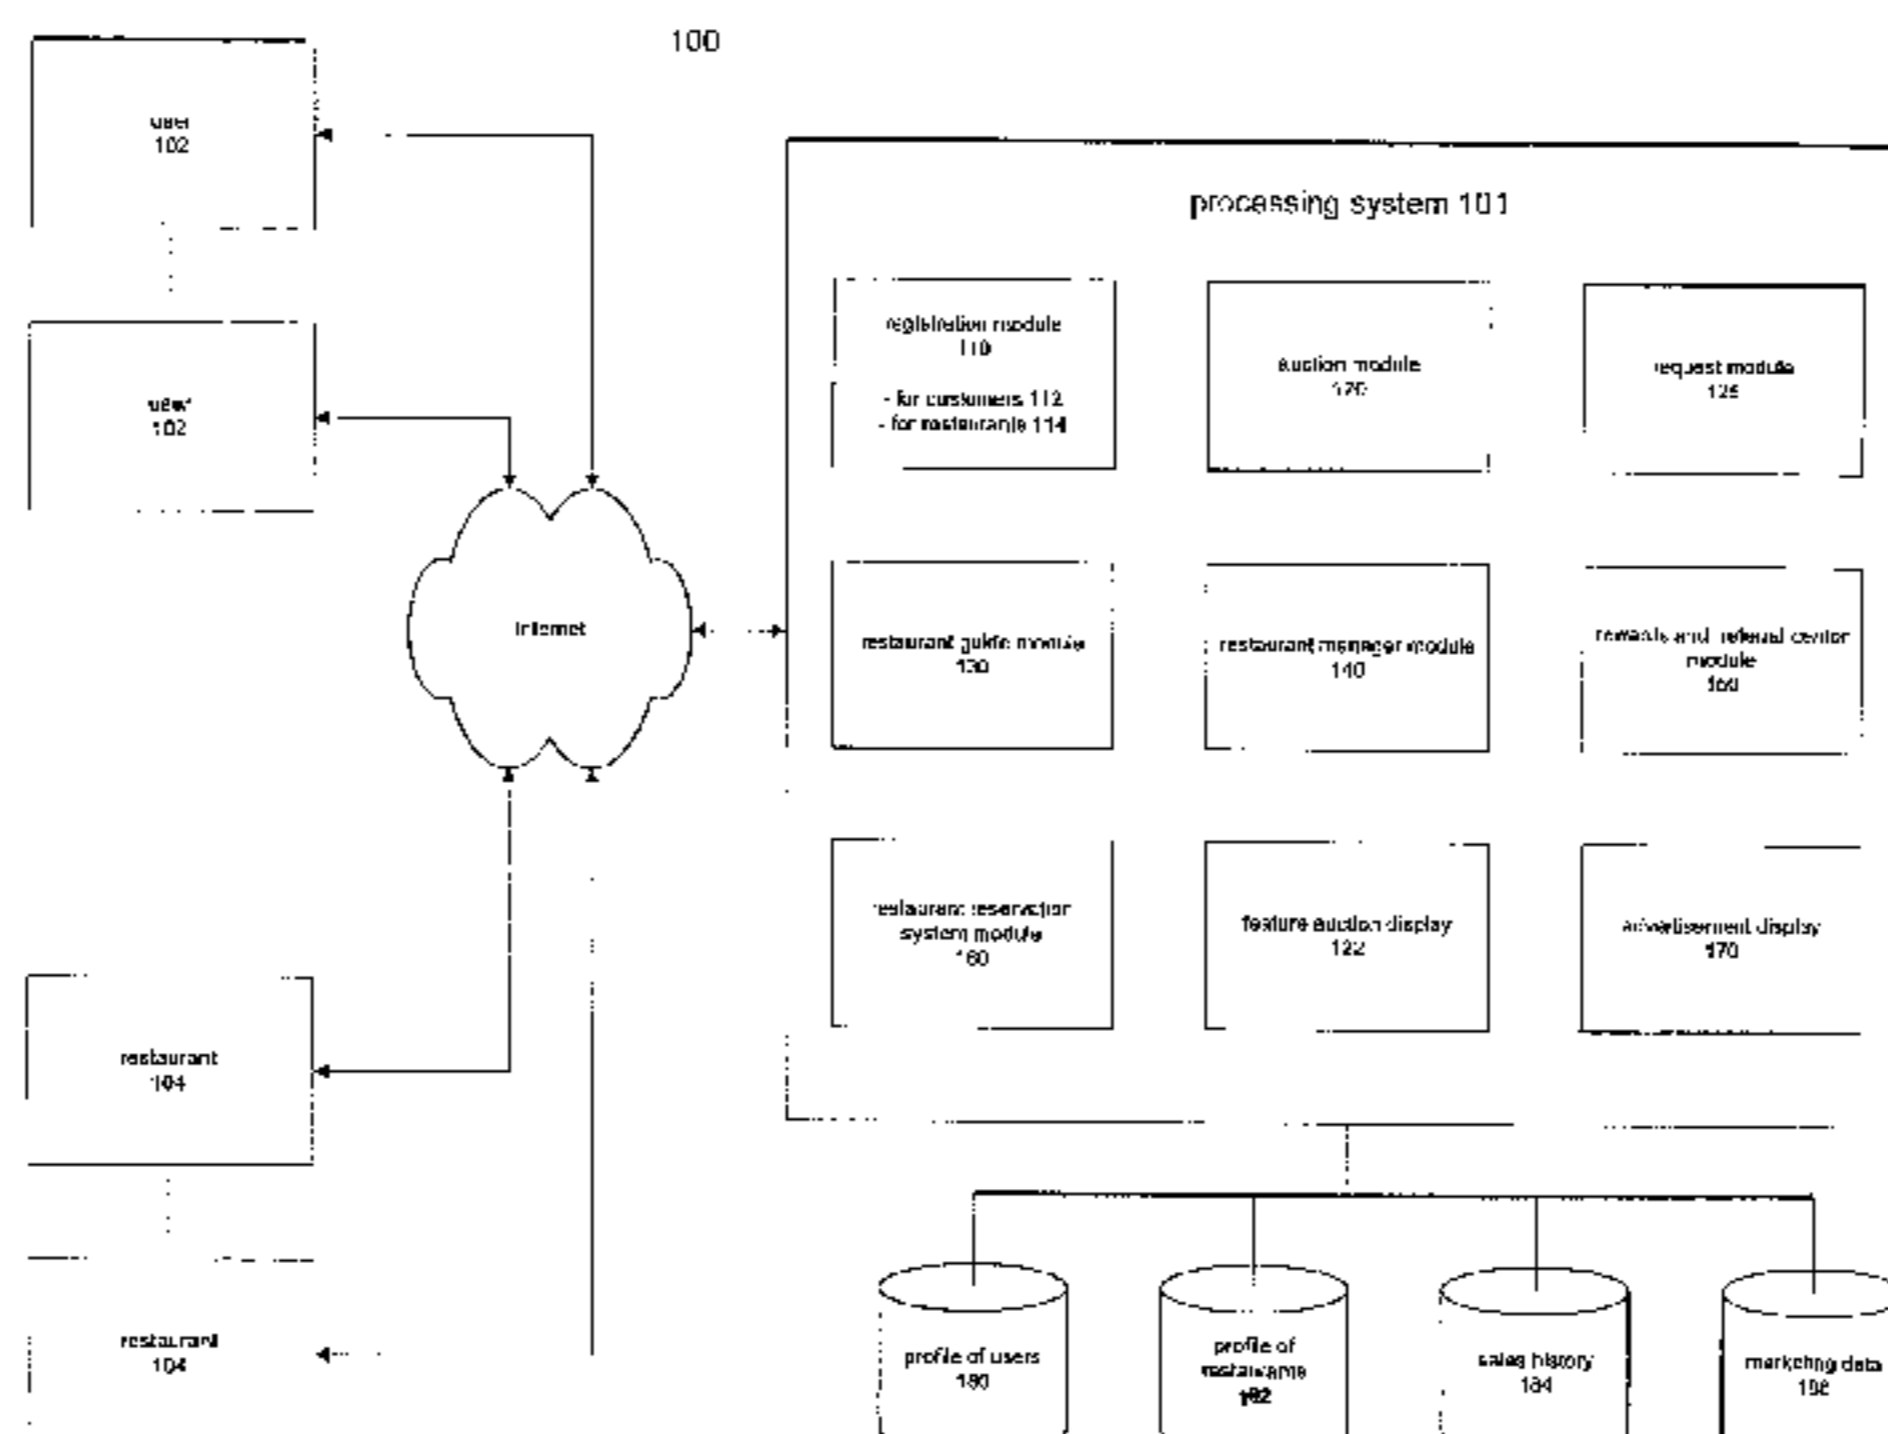 100
user
102
processing system 101
registration module
110
- for customers 112
- for restaurants 114
auction module
120
request module
125
user
102
internet
restaurant guide module
130
restaurant manager module
140
rewards and referral center
module
restaurant reservation
system module
160
feature auction display
122
advertisement display
170
restaurant
104
restaurant
104
profile of users
180
profile of
restaurants
182
sales history
184
marketing data